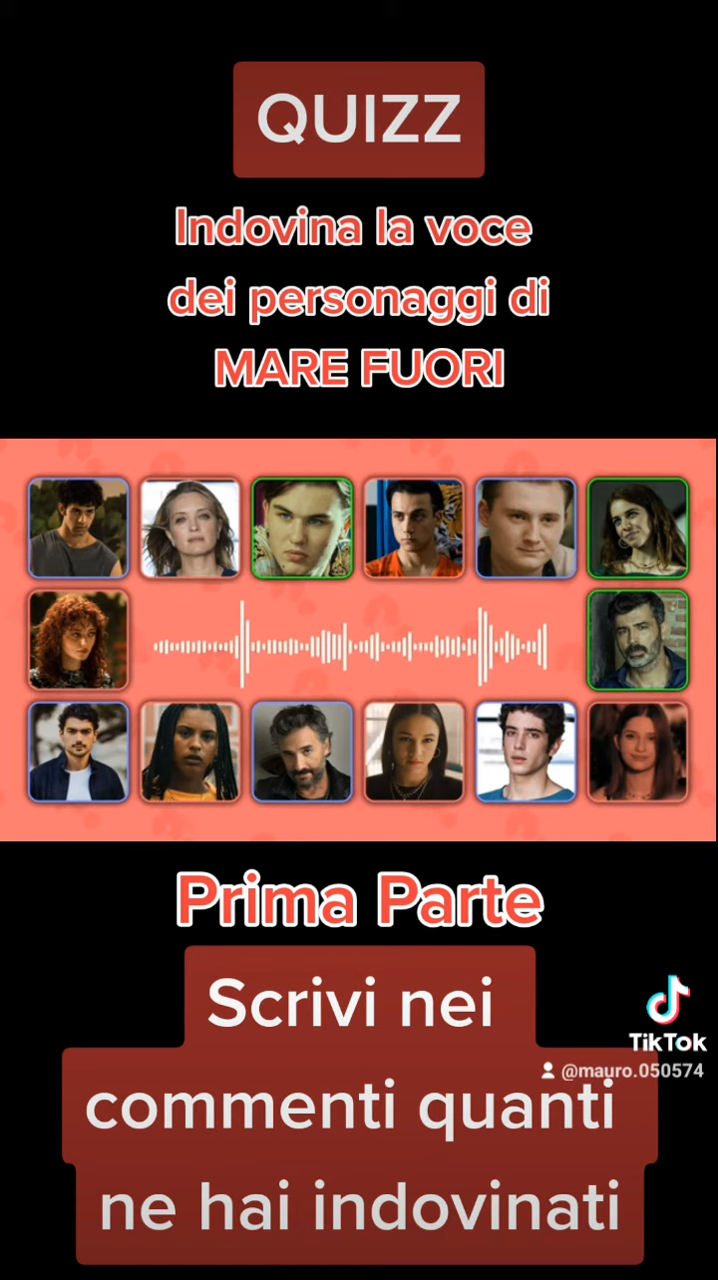 QUIZZ
Indovina la voce
dei personaggi di
MARE FUORI
Prima Parte
Scrivi nei
commenti quanti
ne hai indovinati
TikTok
@mauro.050574